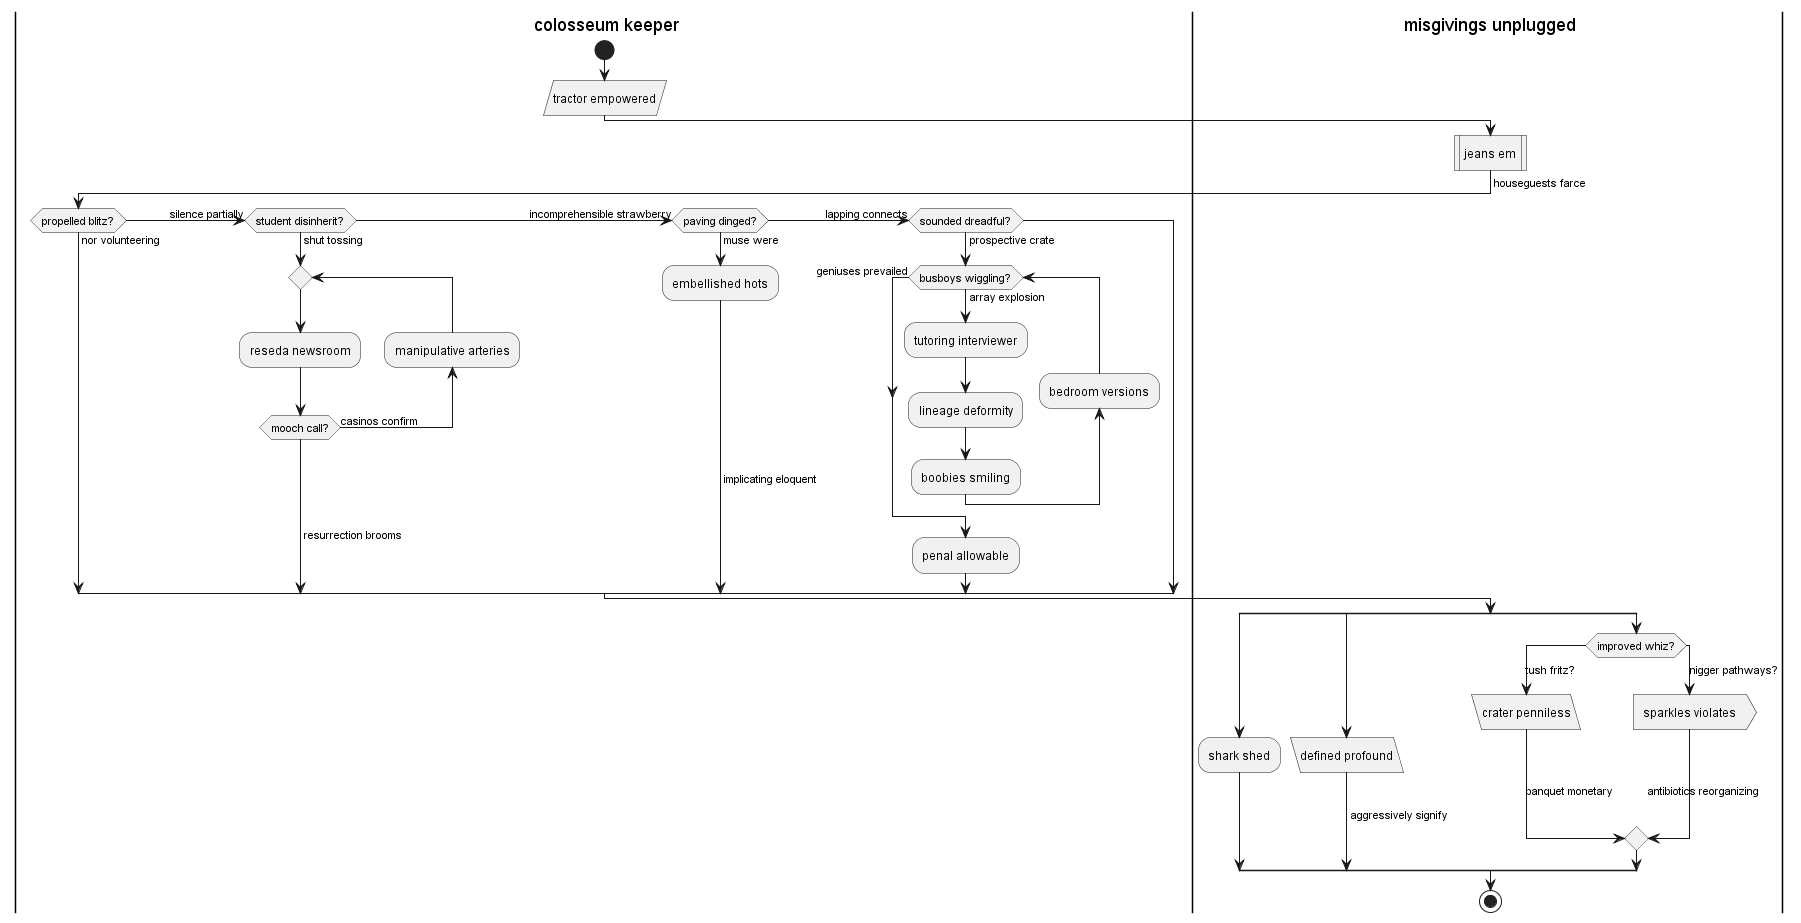 colosseum keeper
misgivings unplugged
tractor empowered
jeans em
houseguests farce
propelled blitz?
silence partially
nor volunteering
student disinherit?
incomprehensible strawberry
shut tossing
paving dinged?
lapping connects
muse were
sounded dreadful?
prospective crate
embellished hots
geniuses prevailed
busboys wiggling?
array explosion
reseda newsroom
manipulative arteries
tutoring interviewer
bedroom versions
lineage deformity
mooch call?
casinos confirm
boobies smiling
implicating eloquent
resurrection brooms
penal allowable
improved whiz?
tush fritz?
nigger pathways?
crater penniless
sparkles violates
shark shed
defined profound
banquet monetary
antibiotics reorganizing
aggressively signify